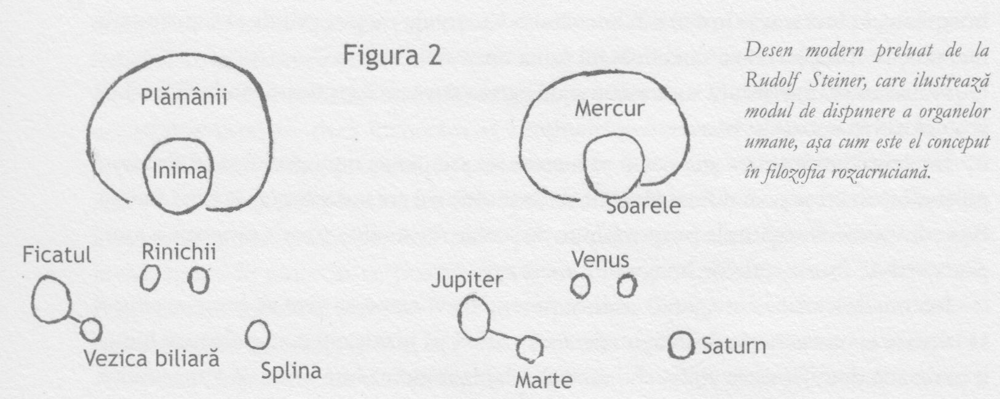 Figura 2
Plămânii
Inima
Ficatul
Rinichii
Vezica biliară
Splina
Mercur
Soarele
Jupiter
Venus
Marte
Saturn
Desen modern preluat de la
Rudolf Steiner, care ilustrează
modul de dispunere a organelor
umane, aşa cum este el conceput
în filozofia rozacruciană.